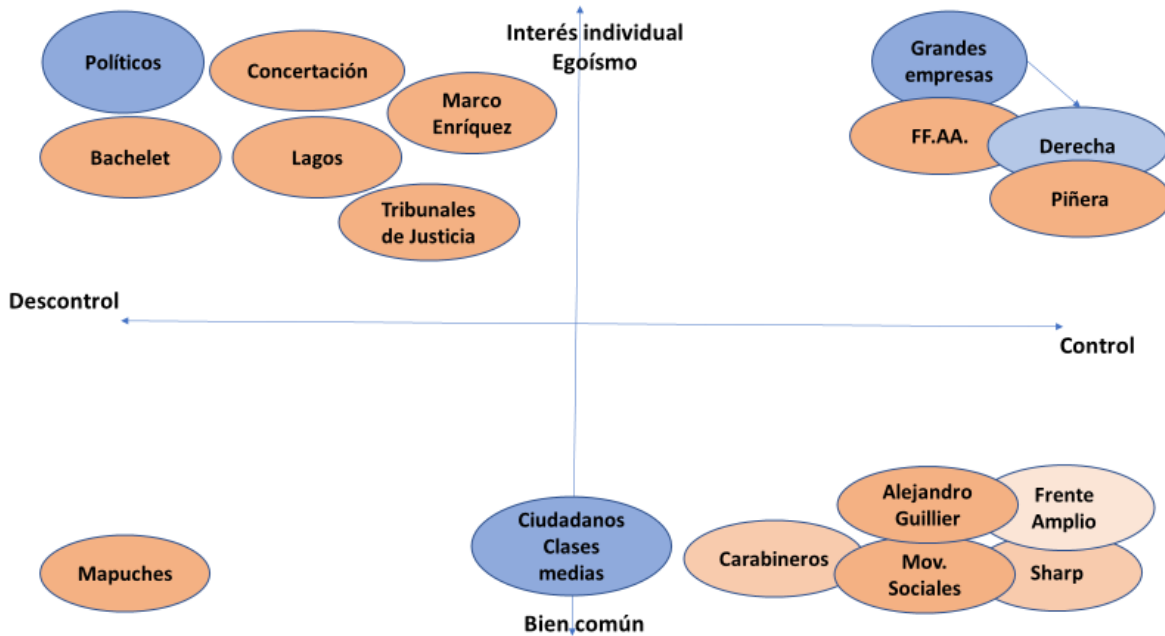 Interés individual
Egoísmo
Políticos
Concertación
Marco
Enríquez
Grandes
empresas
Bachelet
Lagos
FF.AA.
Derecha
Piñera
Tribunales
de Justicia
Descontrol
Control
Mapuches
Ciudadanos
Clases
medias
Carabineros
Alejandro
Guillier
Frente
Amplio
Mov.
Sociales
Sharp
Bien común